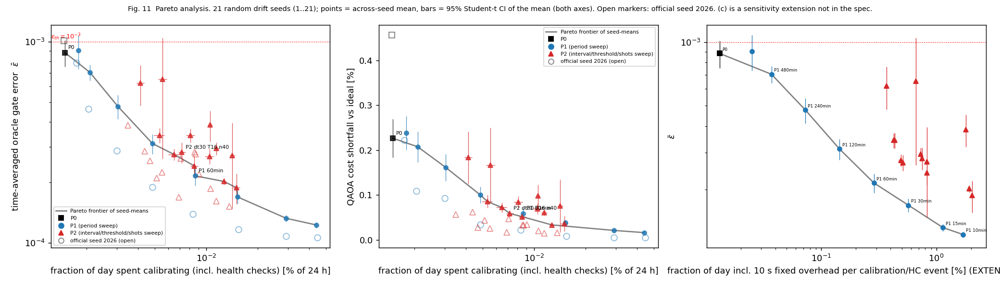 Fig. 11  Pareto analysis. 21 random drift seeds (1..21); points = across-seed mean, bars = 95% Student-t CI of the mean (both axes). Open markers: official seed 2026. (c) is a sensitivity extension not in the spec.
time-averaged oracle gate error ε̄
10⁻³
10⁻⁴
ε_th = 10⁻³
P0
P2 dt30 T16 n40
P1 60min
Pareto frontier of seed-means
P0
P1 (period sweep)
P2 (interval/threshold/shots sweep)
official seed 2026 (open)
10⁻²
fraction of day spent calibrating (incl. health checks) [% of 24 h]
QAOA cost shortfall vs ideal [%]
0.4
0.3
0.2
0.1
0.0
Pareto frontier of seed-means
P0
P1 (period sweep)
P2 (interval/threshold/shots sweep)
official seed 2026 (open)
P0
P2 dt30 T16 n40
P1 60min
10⁻²
fraction of day spent calibrating (incl. health checks) [% of 24 h]
ε̄
10⁻³
P0
P1 480min
P1 240min
P1 120min
P1 60min
P1 30min
P1 15min
P1 10min
10⁻¹
10⁰
fraction of day incl. 10 s fixed overhead per calibration/HC event [%] (EXTEN